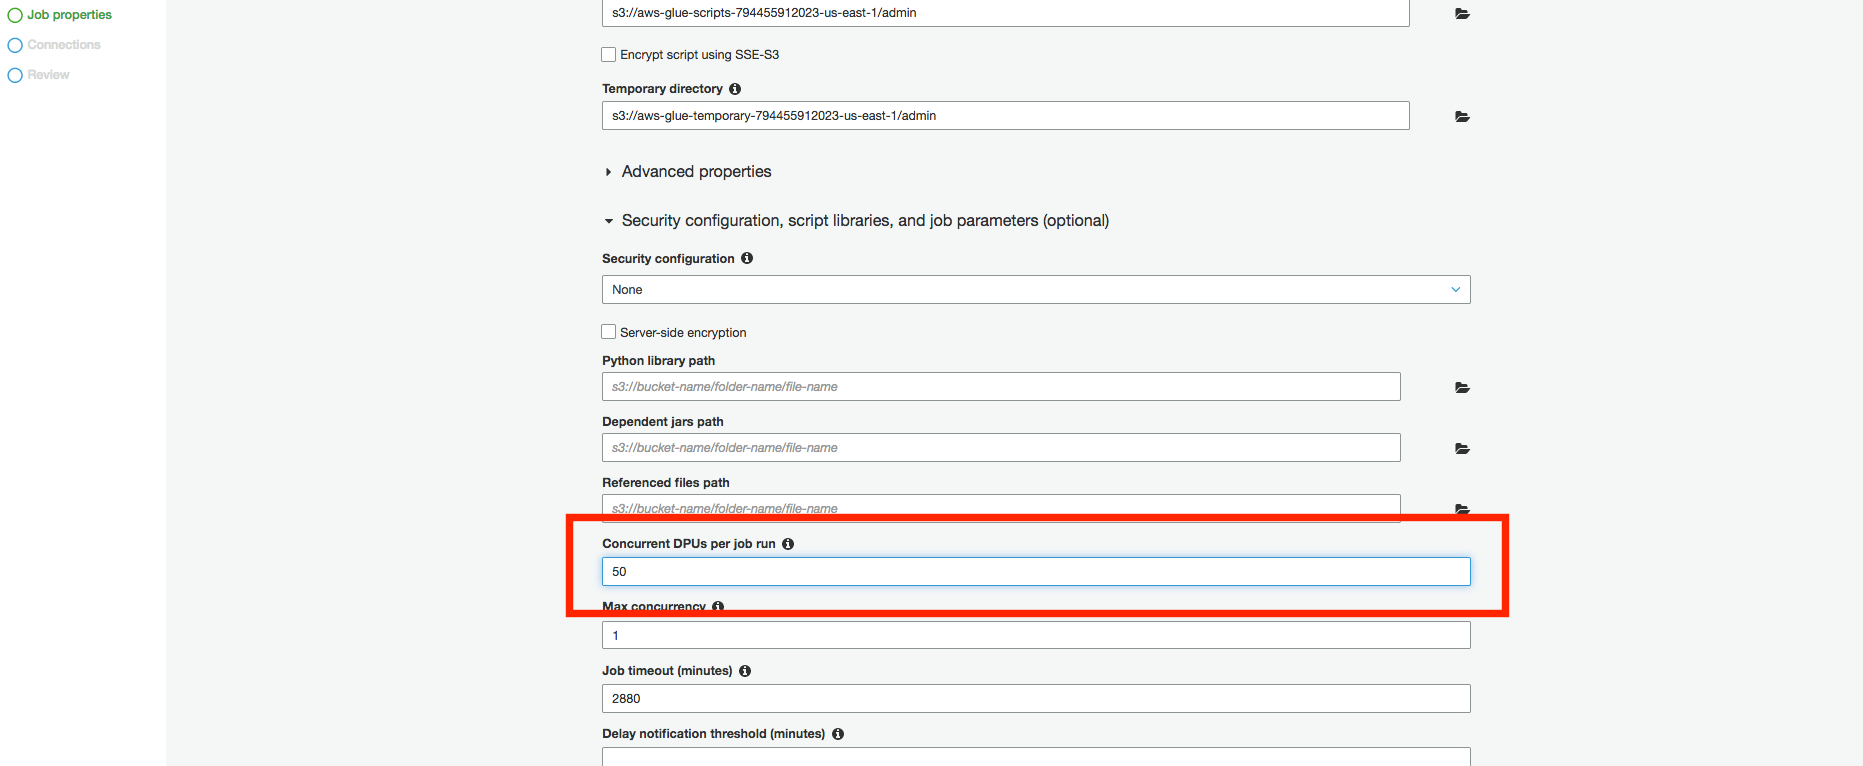 Job properties
Connections
Review
s3://aws-glue-scripts-794455912023-us-east-1/admin
Encrypt script using SSE-S3
Temporary directory
s3://aws-glue-temporary-794455912023-us-east-1/admin
Advanced properties
Security configuration, script libraries, and job parameters (optional)
Security configuration
None
Server-side encryption
Python library path
s3://bucket-name/folder-name/file-name
Dependent jars path
s3://bucket-name/folder-name/file-name
Referenced files path
s3://bucket-name/folder-name/file-name
Concurrent DPUs per job run
50
Max concurrency
1
Job timeout (minutes)
2880
Delay notification threshold (minutes)